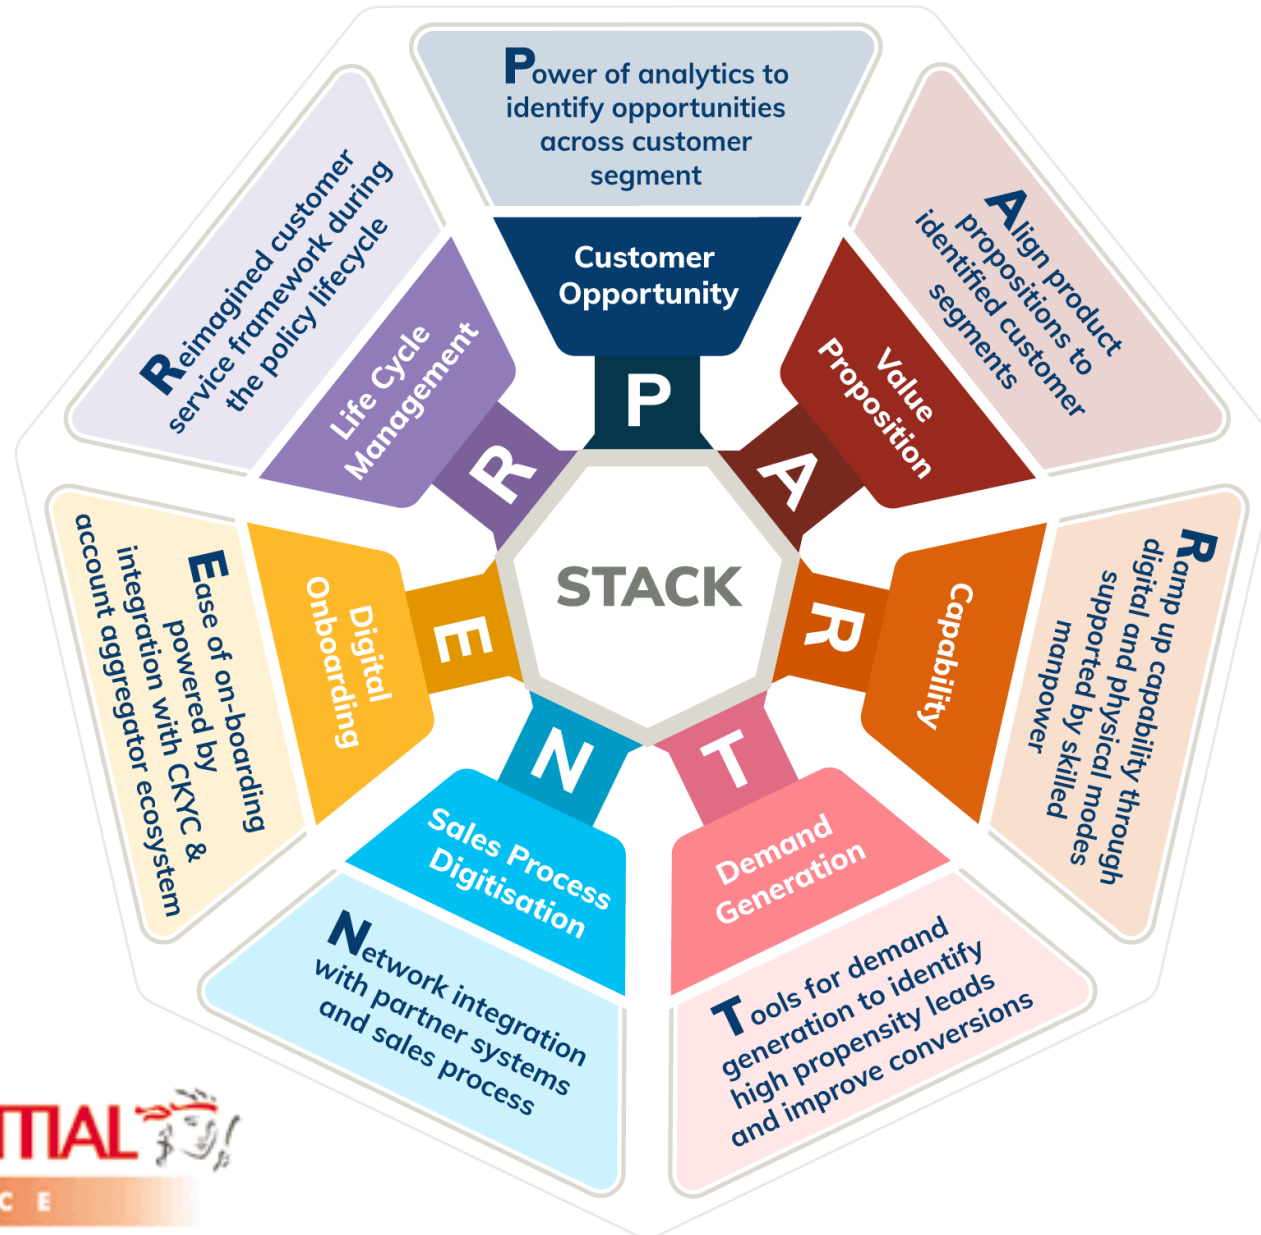 Power of analytics to
identify opportunities
across customer
segment
Customer
Opportunity
P
Align product
propositions to
identified customer
segments
Value
Proposition
A
Ramp up capability through
digital and physical modes
supported by skilled
manpower
Capability
R
Tools for demand
generation to identify
high propensity leads
and improve conversions
Demand
Generation
T
Network integration
with partner systems
and sales process
Sales Process
Digitisation
N
Ease of on-boarding
powered by
integration with CKYC &
account aggregator ecosystem
Digital
Onboarding
E
Reimagined customer
service framework during
the policy lifecycle
Life Cycle
Management
R
STACK
TIAL
C E